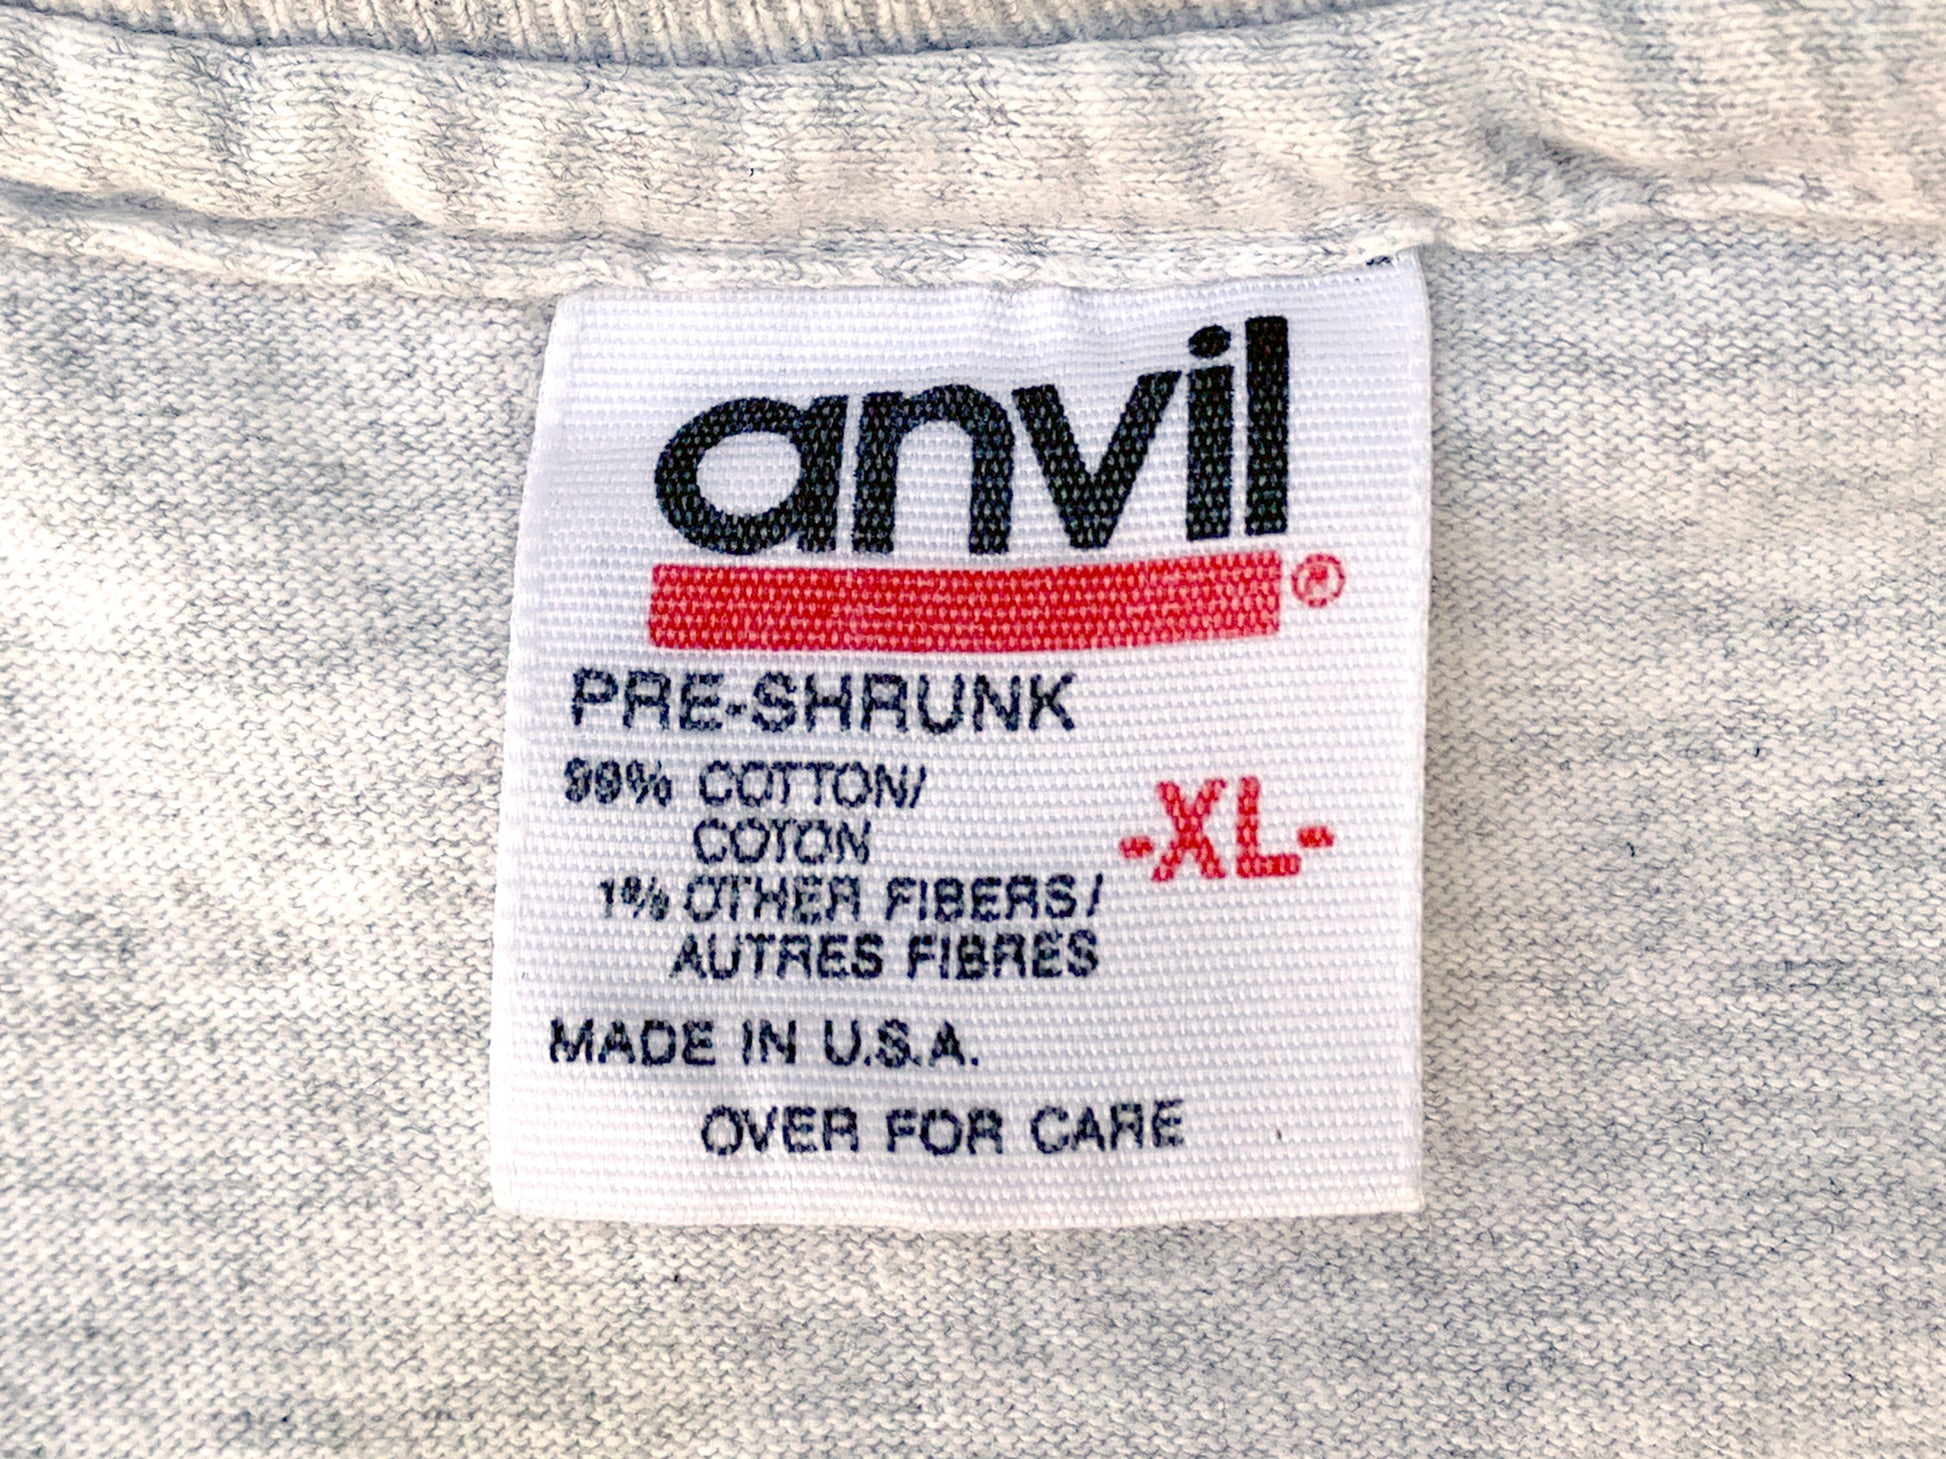 anvil®
PRE-SHRUNK
99% COTTON/
COTON
-XL-
1% OTHER FIBERS/
AUTRES FIBRES
MADE IN U.S.A.
OVER FOR CARE